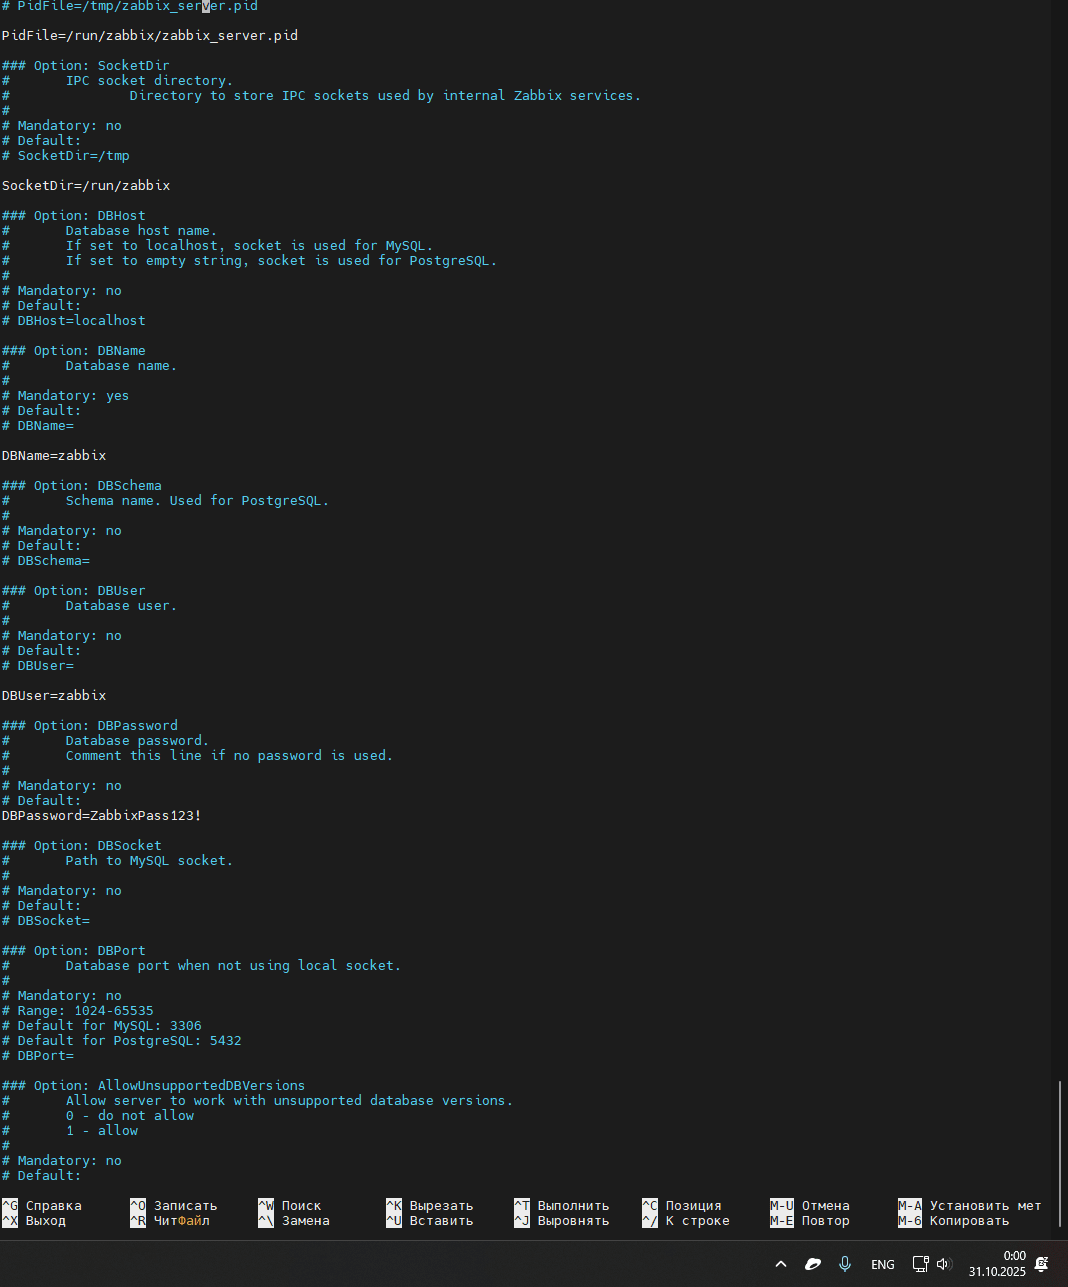 # PidFile=/tmp/zabbix_server.pid
PidFile=/run/zabbix/zabbix_server.pid
### Option: SocketDir
#       IPC socket directory.
#               Directory to store IPC sockets used by internal Zabbix services.
#
# Mandatory: no
# Default:
# SocketDir=/tmp
SocketDir=/run/zabbix
### Option: DBHost
#       Database host name.
#       If set to localhost, socket is used for MySQL.
#       If set to empty string, socket is used for PostgreSQL.
#
# Mandatory: no
# Default:
# DBHost=localhost
### Option: DBName
#       Database name.
#
# Mandatory: yes
# Default:
# DBName=
DBName=zabbix
### Option: DBSchema
#       Schema name. Used for PostgreSQL.
#
# Mandatory: no
# Default:
# DBSchema=
### Option: DBUser
#       Database user.
#
# Mandatory: no
# Default:
# DBUser=
DBUser=zabbix
### Option: DBPassword
#       Database password.
#       Comment this line if no password is used.
#
# Mandatory: no
# Default:
DBPassword=ZabbixPass123!
### Option: DBSocket
#       Path to MySQL socket.
#
# Mandatory: no
# Default:
# DBSocket=
### Option: DBPort
#       Database port when not using local socket.
#
# Mandatory: no
# Range: 1024-65535
# Default for MySQL: 3306
# Default for PostgreSQL: 5432
# DBPort=
### Option: AllowUnsupportedDBVersions
#       Allow server to work with unsupported database versions.
#       0 - do not allow
#       1 - allow
#
# Mandatory: no
# Default:
^G Справка ^O Записать ^W Поиск ^K Вырезать ^T Выполнить ^C Позиция M-U Отмена M-A Установить мет
^X Выход ^R ЧитФайл ^\ Замена ^U Вставить ^J Выровнять ^/ К строке M-E Повтор M-6 Копировать
ENG 0:00
31.10.2025